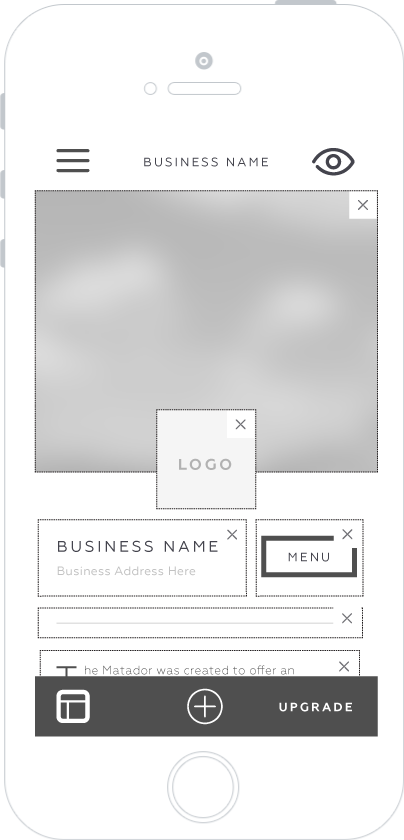 BUSINESS NAME
LOGO
BUSINESS NAME
Business Address Here
MENU
The Matador was created to offer an
UPGRADE